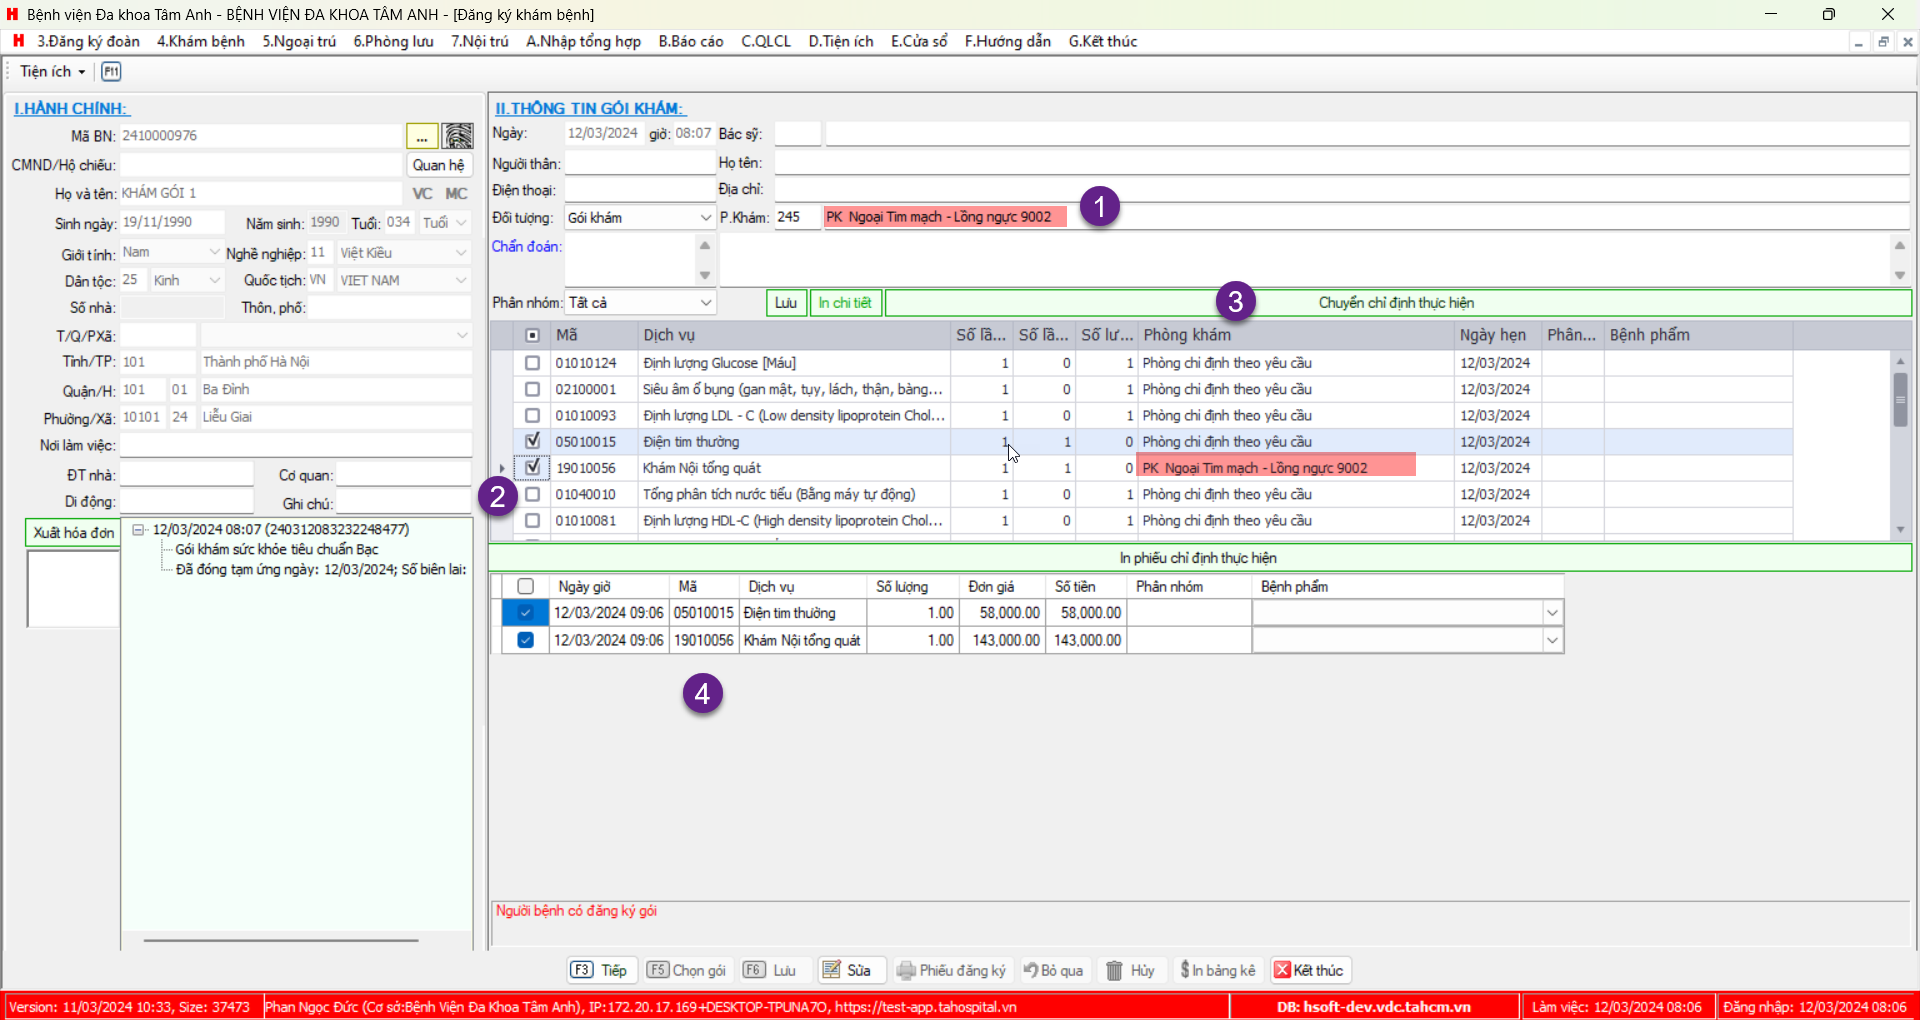 Bệnh viện Đa khoa Tâm Anh - BỆNH VIỆN ĐA KHOA TÂM ANH - [Đăng ký khám bệnh]
3.Đăng ký đoàn 4.Khám bệnh 5.Ngoại trú 6.Phòng lưu 7.Nội trú A.Nhập tổng hợp B.Báo cáo C.QLCL D.Tiện ích E.Cửa sổ F.Hướng dẫn G.Kết thúc
Tiện ích F11
I.HÀNH CHÍNH:
Mã BN: 2410000976 ...
CMND/Hộ chiếu: Quan hệ
Họ và tên: KHÁM GÓI 1 VC MC
Sinh ngày: 19/11/1990 Năm sinh: 1990 Tuổi: 034 Tuổi
Giới tính: Nam Nghề nghiệp: 11 Việt Kiều
Dân tộc: 25 Kinh Quốc tịch: VN VIET NAM
Số nhà: Thôn, phố:
T/Q/PXã:
Tỉnh/TP: 101 Thành phố Hà Nội
Quận/H: 101 01 Ba Đình
Phường/Xã: 10101 24 Liễu Giai
Nơi làm việc:
ĐT nhà: Cơ quan:
Di động: Ghi chú:
Xuất hóa đơn
12/03/2024 08:07 (240312083232248477)
Gói khám sức khỏe tiêu chuẩn Bạc
Đã đóng tạm ứng ngày: 12/03/2024; Số biên lai:
II.THÔNG TIN GÓI KHÁM:
Ngày: 12/03/2024 giờ: 08:07 Bác sỹ:
Người thân: Họ tên:
Điện thoại: Địa chỉ:
Đối tượng: Gói khám P.Khám: 245 PK Ngoại Tim mạch - Lồng ngực 9002 1
Chẩn đoán:
Phân nhóm: Tất cả Lưu In chi tiết 3 Chuyển chỉ định thực hiện
Mã Dịch vụ Số lầ... Số lầ... Số lư... Phòng khám Ngày hẹn Phân... Bệnh phẩm
01010124 Định lượng Glucose [Máu] 1 0 1 Phòng chỉ định theo yêu cầu 12/03/2024
02100001 Siêu âm ổ bụng (gan mật, tụy, lách, thận, bàng... 1 0 1 Phòng chỉ định theo yêu cầu 12/03/2024
01010093 Định lượng LDL - C (Low density lipoprotein Chol... 1 0 1 Phòng chỉ định theo yêu cầu 12/03/2024
05010015 Điện tim thường 1 1 0 Phòng chỉ định theo yêu cầu 12/03/2024
19010056 Khám Nội tổng quát 1 1 0 PK Ngoại Tim mạch - Lồng ngực 9002 12/03/2024
2 01040010 Tổng phân tích nước tiểu (Bằng máy tự động) 1 0 1 Phòng chỉ định theo yêu cầu 12/03/2024
01010081 Định lượng HDL-C (High density lipoprotein Chol... 1 0 1 Phòng chỉ định theo yêu cầu 12/03/2024
In phiếu chỉ định thực hiện
Ngày giờ Mã Dịch vụ Số lượng Đơn giá Số tiền Phân nhóm Bệnh phẩm
12/03/2024 09:06 05010015 Điện tim thường 1.00 58,000.00 58,000.00
12/03/2024 09:06 19010056 Khám Nội tổng quát 1.00 143,000.00 143,000.00
4
Người bệnh có đăng ký gói
F3 Tiếp F5 Chọn gói F6 Lưu Sửa Phiếu đăng ký Bỏ qua Hủy In bảng kê Kết thúc
Version: 11/03/2024 10:33, Size: 37473 Phan Ngọc Đức (Cơ sở:Bệnh Viện Đa Khoa Tâm Anh), IP:172.20.17.169+DESKTOP-TPUNA7O, https://test-app.tahospital.vn DB: hsoft-dev.vdc.tahcm.vn Làm việc: 12/03/2024 08:06 Đăng nhập: 12/03/2024 08:06